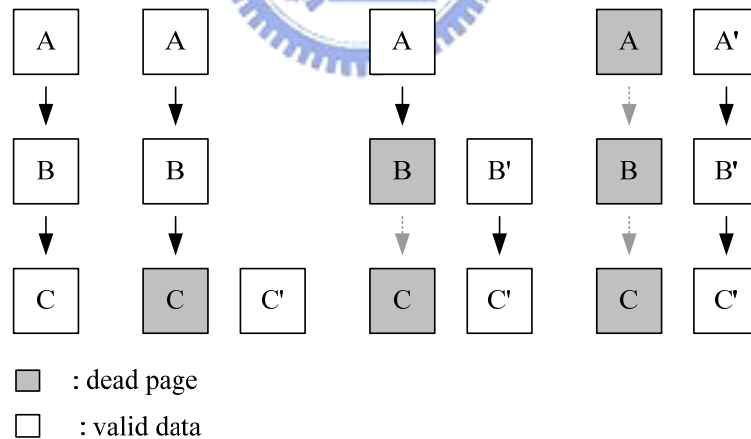 A A A A A'
B B B B' B B'
C C C' C C' C C'
: dead page
: valid data